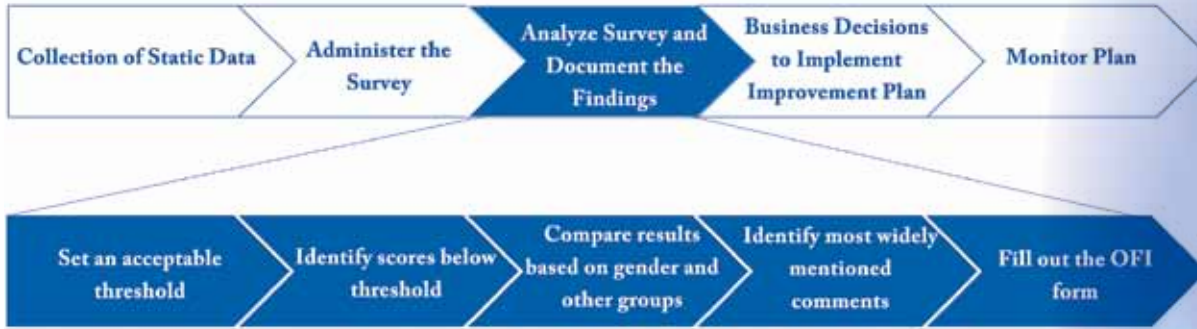 Collection of Static Data
Administer the
Survey
Analyze Survey and
Document the
Findings
Business Decisions
to Implement
Improvement Plan
Monitor Plan
Set an acceptable
threshold
Identify scores below
threshold
Compare results
based on gender and
other groups
Identify most widely
mentioned
comments
Fill out the OFI
form